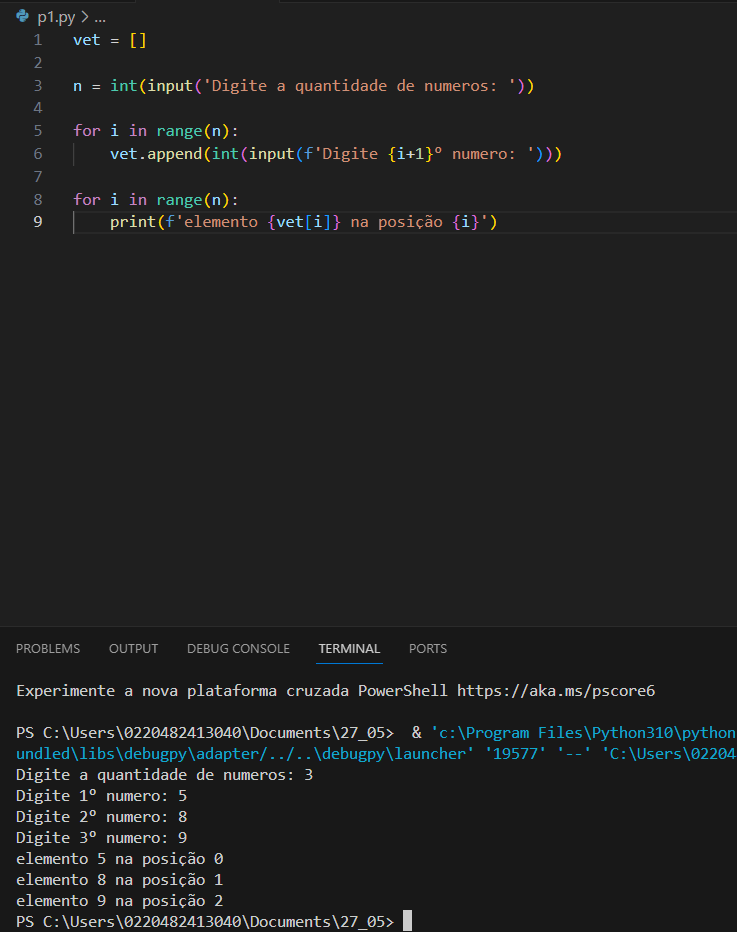 p1.py > ...
1 vet = []
2
3 n = int(input('Digite a quantidade de numeros: '))
4
5 for i in range(n):
6 vet.append(int(input(f'Digite {i+1}º numero: ')))
7
8 for i in range(n):
9 print(f'elemento {vet[i]} na posição {i}')
PROBLEMS OUTPUT DEBUG CONSOLE TERMINAL PORTS
Experimente a nova plataforma cruzada PowerShell https://aka.ms/pscore6
PS C:\Users\0220482413040\Documents\27_05> & 'c:\Program Files\Python310\python
undled\libs\debugpy\adapter/../..\debugpy\launcher' '19577' '--' 'C:\Users\02204
Digite a quantidade de numeros: 3
Digite 1º numero: 5
Digite 2º numero: 8
Digite 3º numero: 9
elemento 5 na posição 0
elemento 8 na posição 1
elemento 9 na posição 2
PS C:\Users\0220482413040\Documents\27_05>